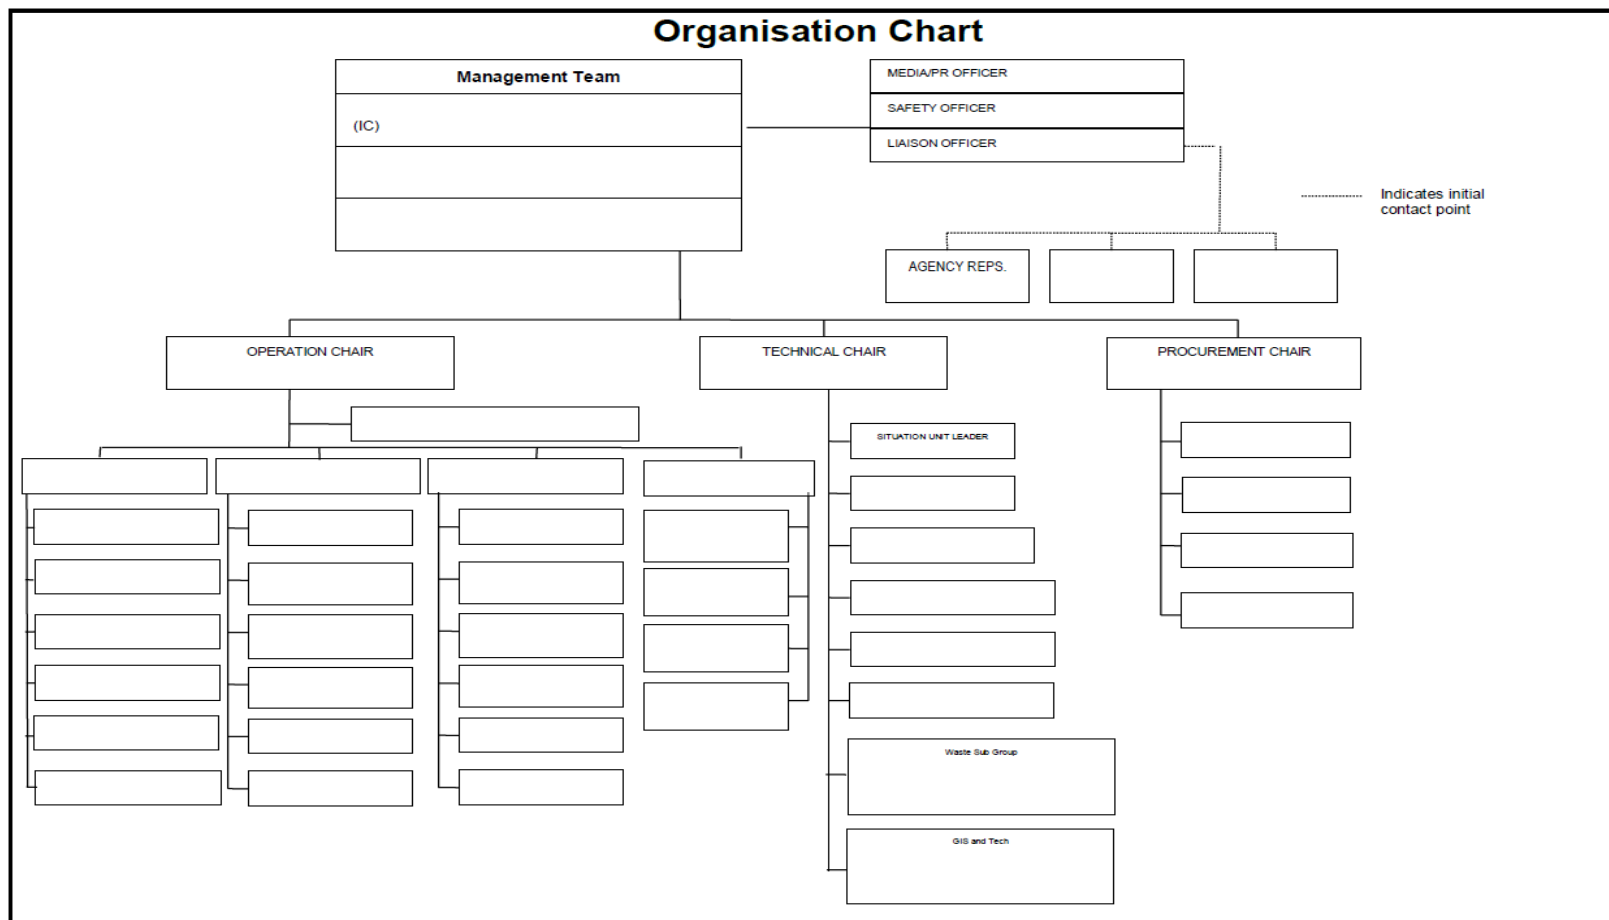 Organisation Chart
Management Team
(IC)
MEDIA/PR OFFICER
SAFETY OFFICER
LIAISON OFFICER
Indicates initial
contact point
AGENCY REPS.
OPERATION CHAIR
TECHNICAL CHAIR
PROCUREMENT CHAIR
SITUATION UNIT LEADER
Waste Sub Group
GIS and Tech